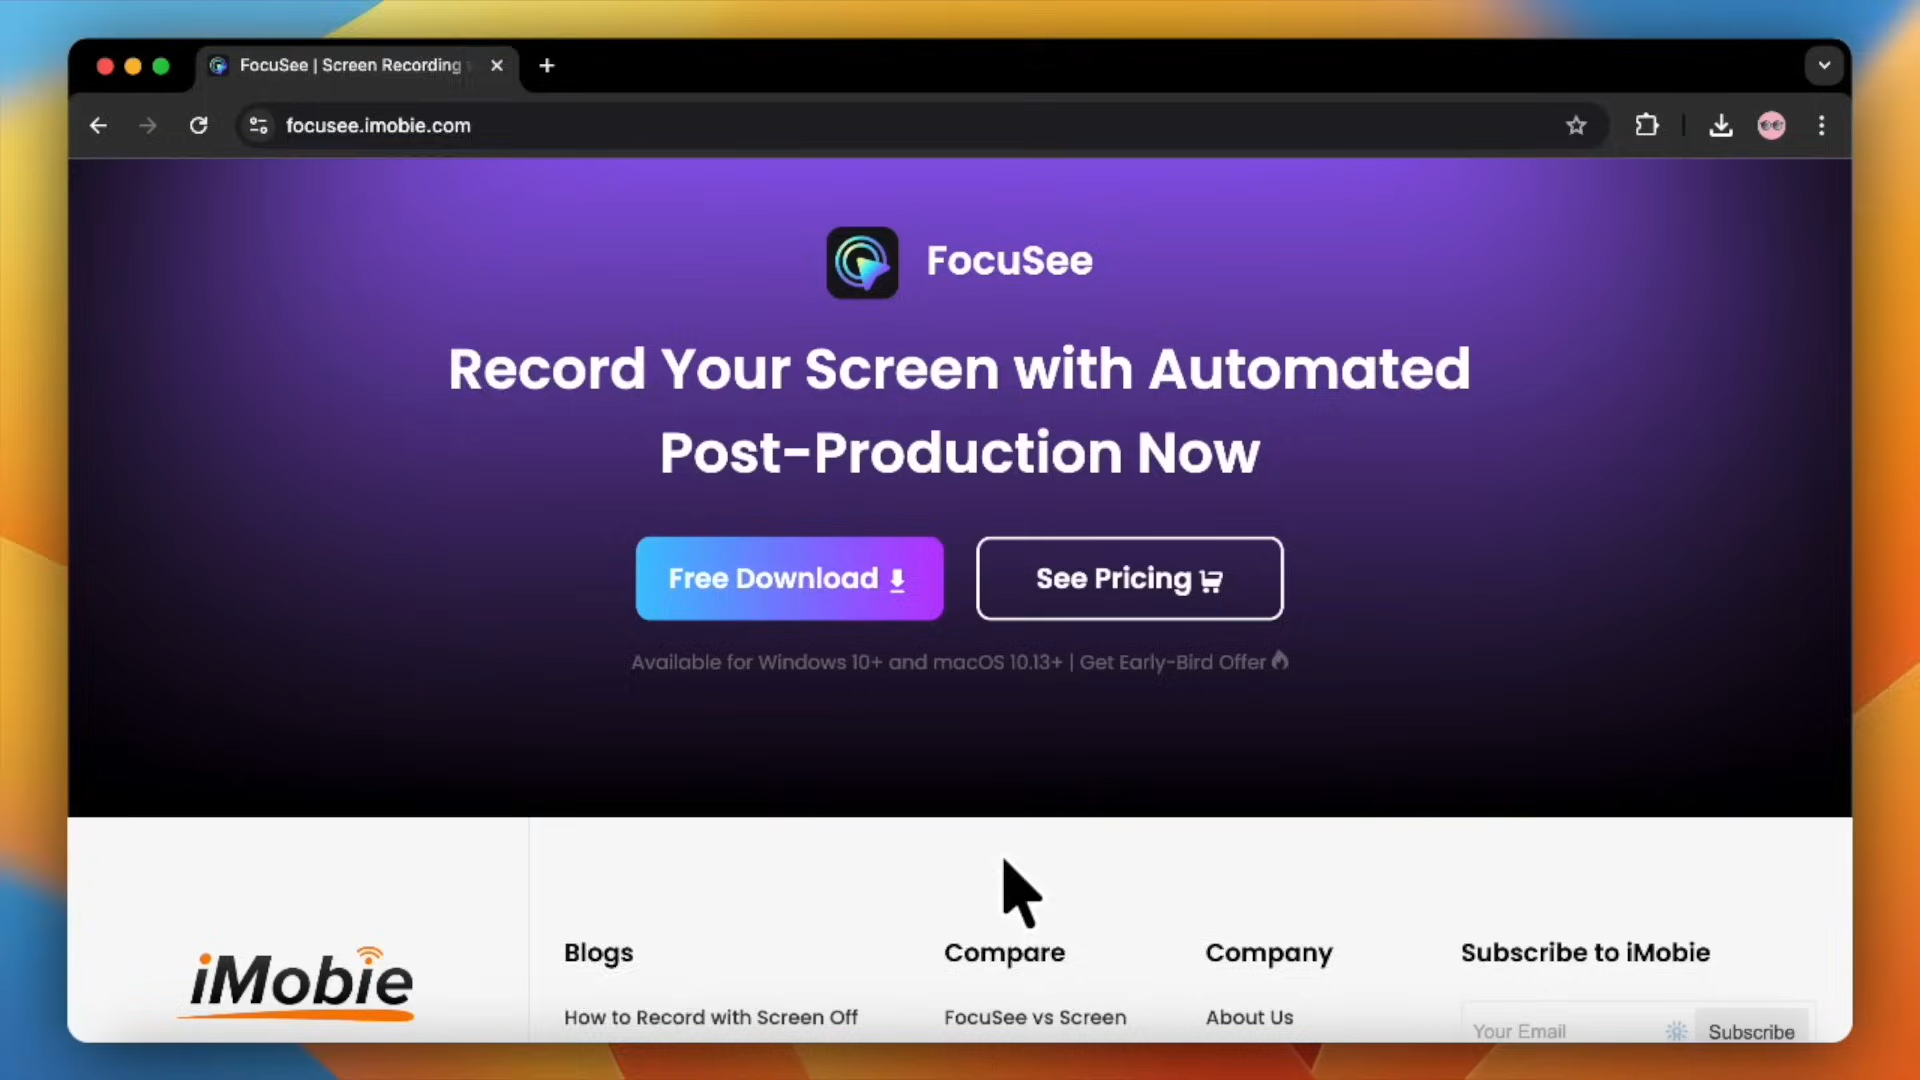 FocuSee | Screen Recording
focusee.imobie.com
FocuSee
Record Your Screen with Automated
Post-Production Now
Free Download
See Pricing
Available for Windows 10+ and macOS 10.13+ | Get Early-Bird Offer
iMobie
Blogs
Compare
Company
Subscribe to iMobie
How to Record with Screen Off
FocuSee vs Screen
About Us
Your Email
Subscribe